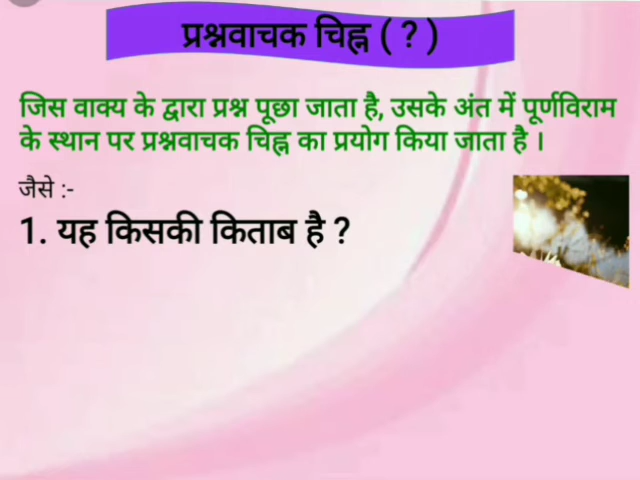 प्रश्नवाचक चिह्न ( ? )
जिस वाक्य के द्वारा प्रश्न पूछा जाता है, उसके अंत में पूर्णविराम
के स्थान पर प्रश्नवाचक चिह्न का प्रयोग किया जाता है ।
जैसे :-
1. यह किसकी किताब है ?